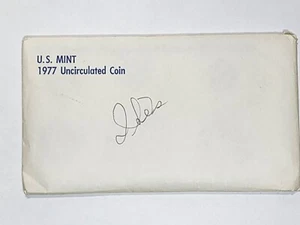 U.S. MINT
1977 Uncirculated Coin